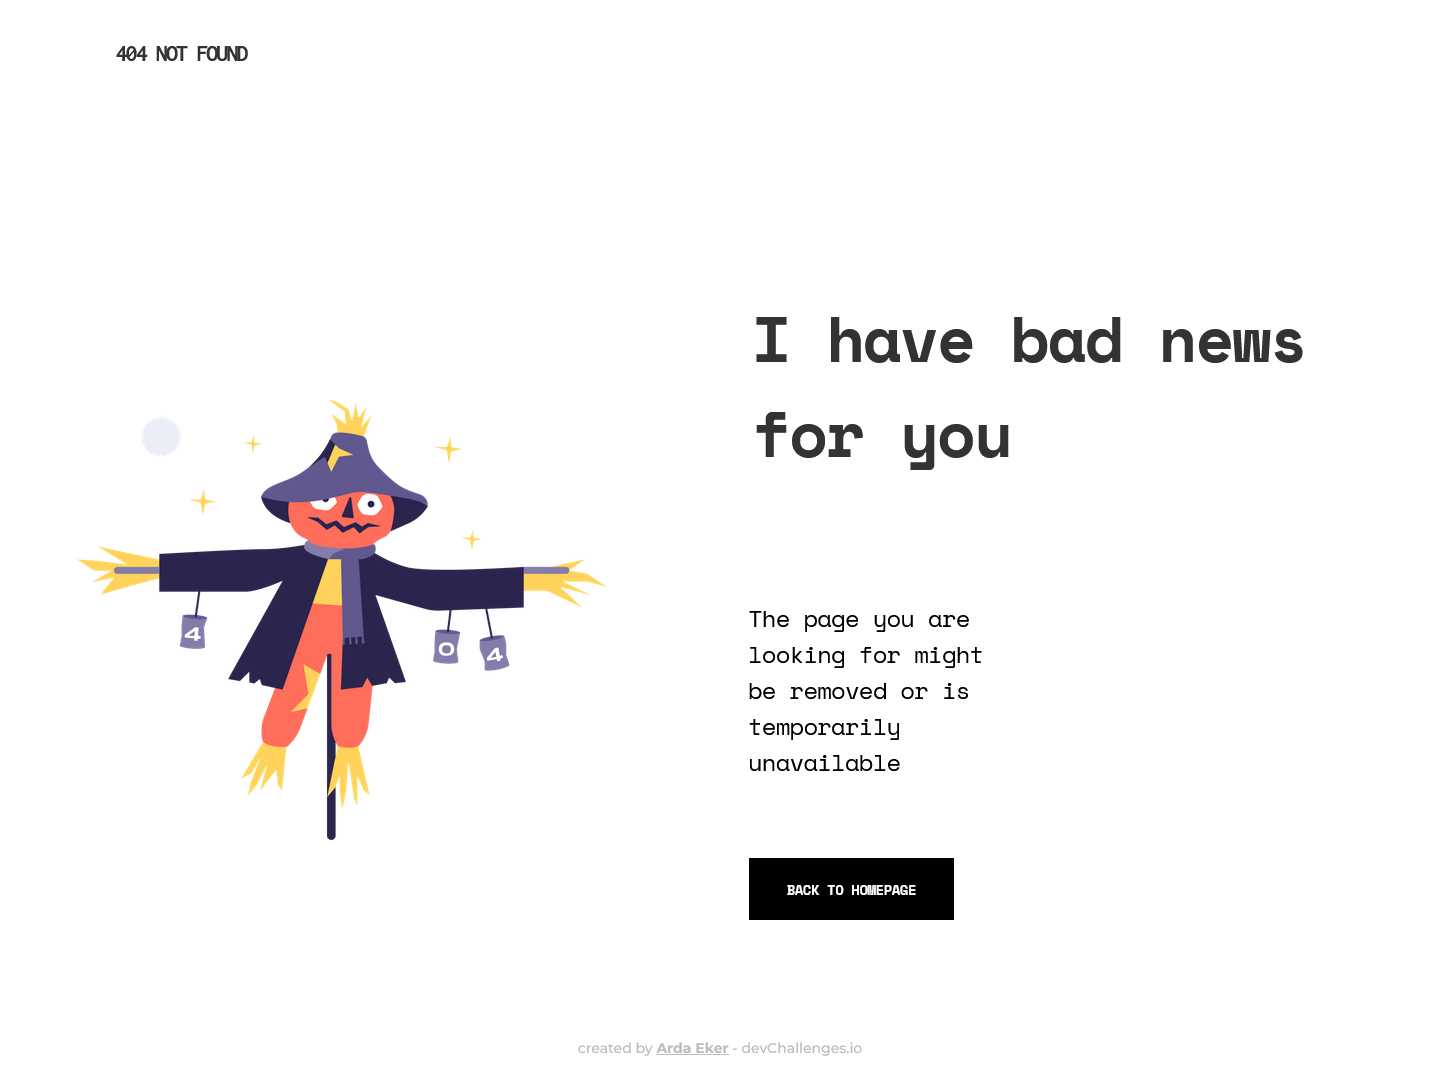 404 NOT FOUND
I have bad news
for you
4
0
4
The page you are
looking for might
be removed or is
temporarily
unavailable
BACK TO HOMEPAGE
created by Arda Eker - devChallenges.io